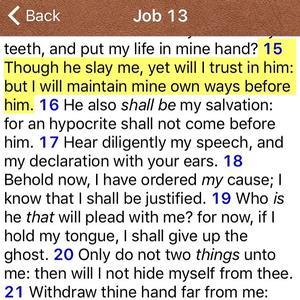 Back
Job 13
teeth, and put my life in mine hand? 15
Though he slay me, yet will I trust in him:
but I will maintain mine own ways before
him. 16 He also shall be my salvation:
for an hypocrite shall not come before
him. 17 Hear diligently my speech, and
my declaration with your ears. 18
Behold now, I have ordered my cause; I
know that I shall be justified. 19 Who is
he that will plead with me? for now, if I
hold my tongue, I shall give up the
ghost. 20 Only do not two things unto
me: then will I not hide myself from thee.
21 Withdraw thine hand far from me: